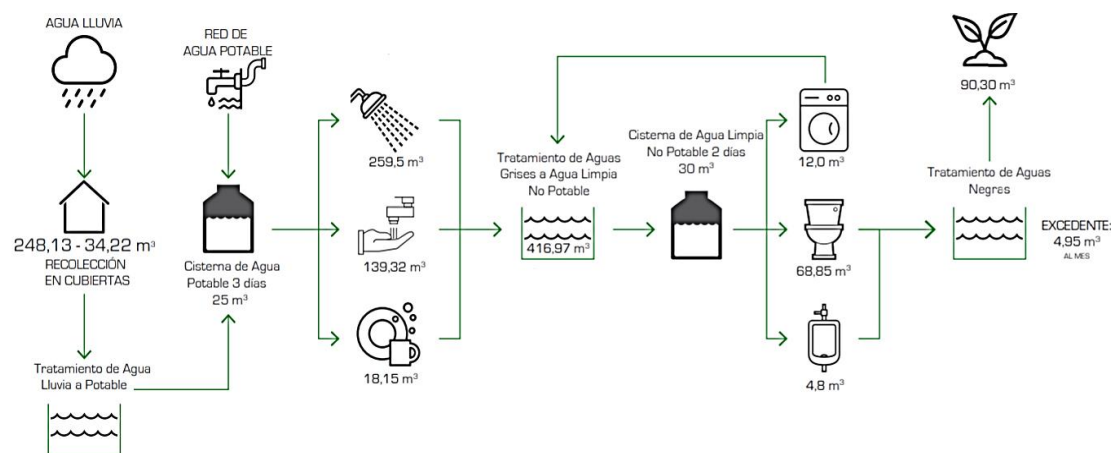 AGUA LLUVIA
248,13 - 34,22 m³
RECOLECCIÓN
EN CUBIERTAS
Tratamiento de Agua
Lluvia a Potable
RED DE
AGUA POTABLE
Cisterna de Agua
Potable 3 días
25 m³
259,5 m³
139,32 m³
18,15 m³
Tratamiento de Aguas
Grises a Agua Limpia
No Potable
416,97 m³
Cisterna de Agua Limpia
No Potable 2 días
30 m³
12,0 m³
68,85 m³
4,8 m³
90,30 m³
Tratamiento de Aguas
Negras
EXCEDENTE:
4,95 m³
AL MES